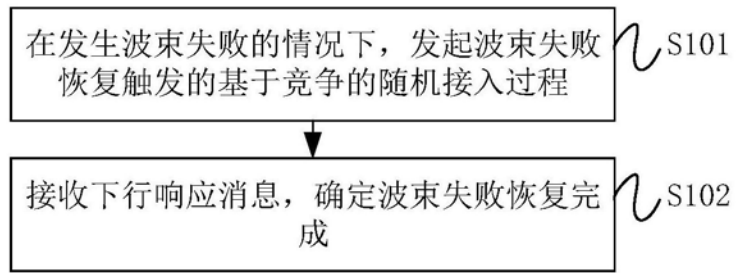 在发生波束失败的情况下，发起波束失败
恢复触发的基于竞争的随机接入过程
S101
接收下行响应消息，确定波束失败恢复完
成
S102